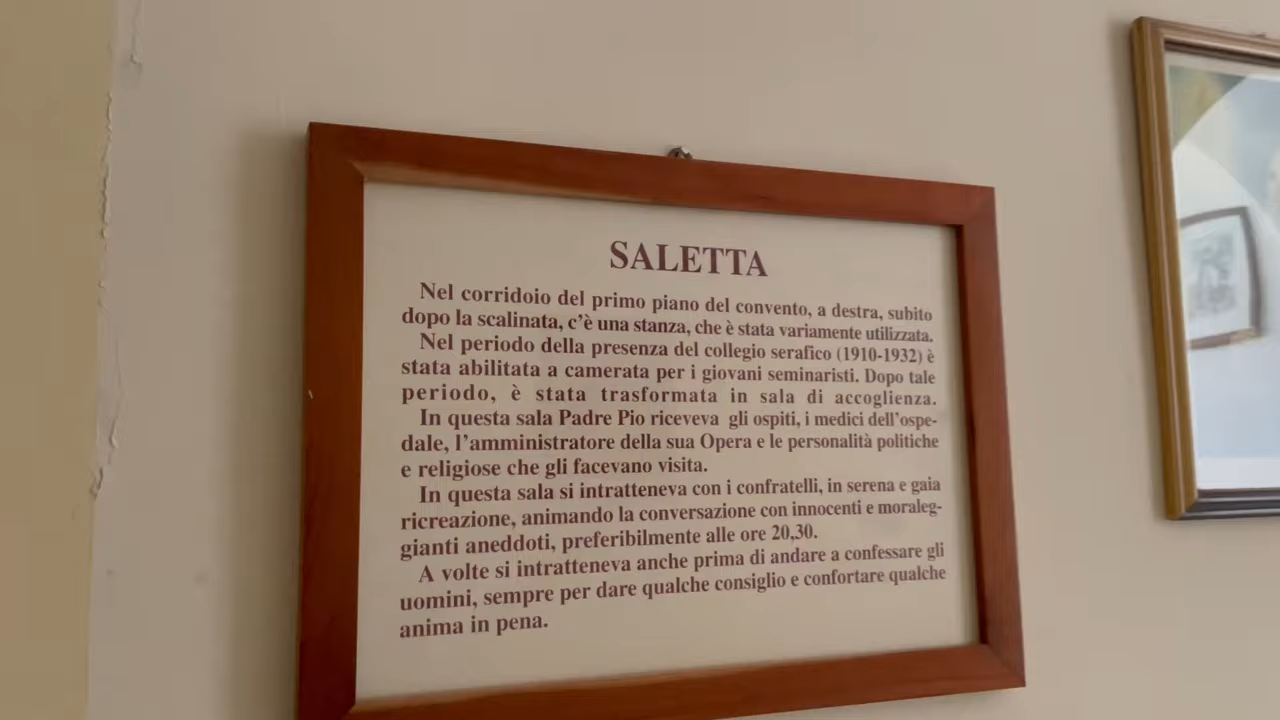 SALETTA
Nel corridoio del primo piano del convento, a destra, subito
dopo la scalinata, c'è una stanza, che è stata variamente utilizzata.
Nel periodo della presenza del collegio serafico (1910-1932) è
stata abilitata a camerata per i giovani seminaristi. Dopo tale
periodo, è stata trasformata in sala di accoglienza.
In questa sala Padre Pio riceveva gli ospiti, i medici dell'ospe-
dale, l'amministratore della sua Opera e le personalità politiche
e religiose che gli facevano visita.
In questa sala si intratteneva con i confratelli, in serena e gaia
ricreazione, animando la conversazione con innocenti e moraleg-
gianti aneddoti, preferibilmente alle ore 20,30.
A volte si intratteneva anche prima di andare a confessare gli
uomini, sempre per dare qualche consiglio e confortare qualche
anima in pena.